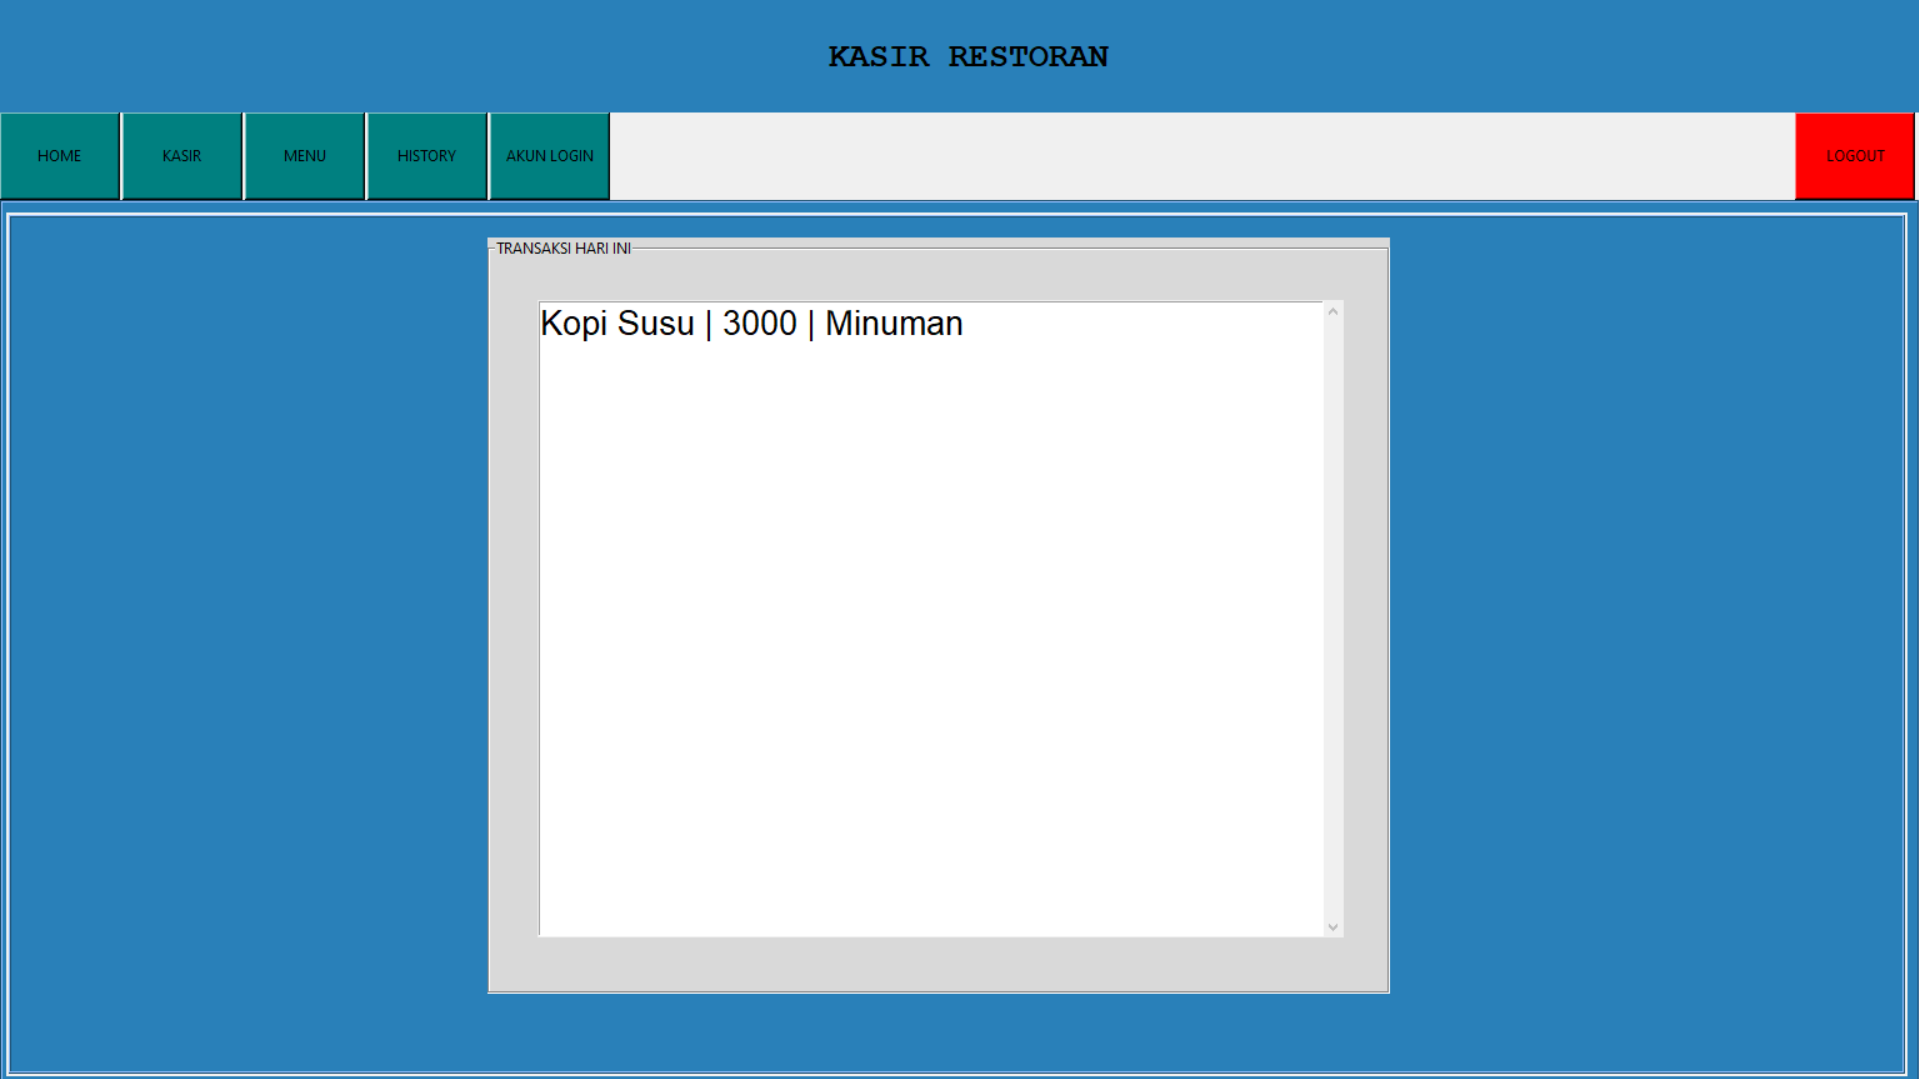 KASIR RESTORAN
HOME KASIR MENU HISTORY AKUN LOGIN LOGOUT
TRANSAKSI HARI INI
Kopi Susu | 3000 | Minuman